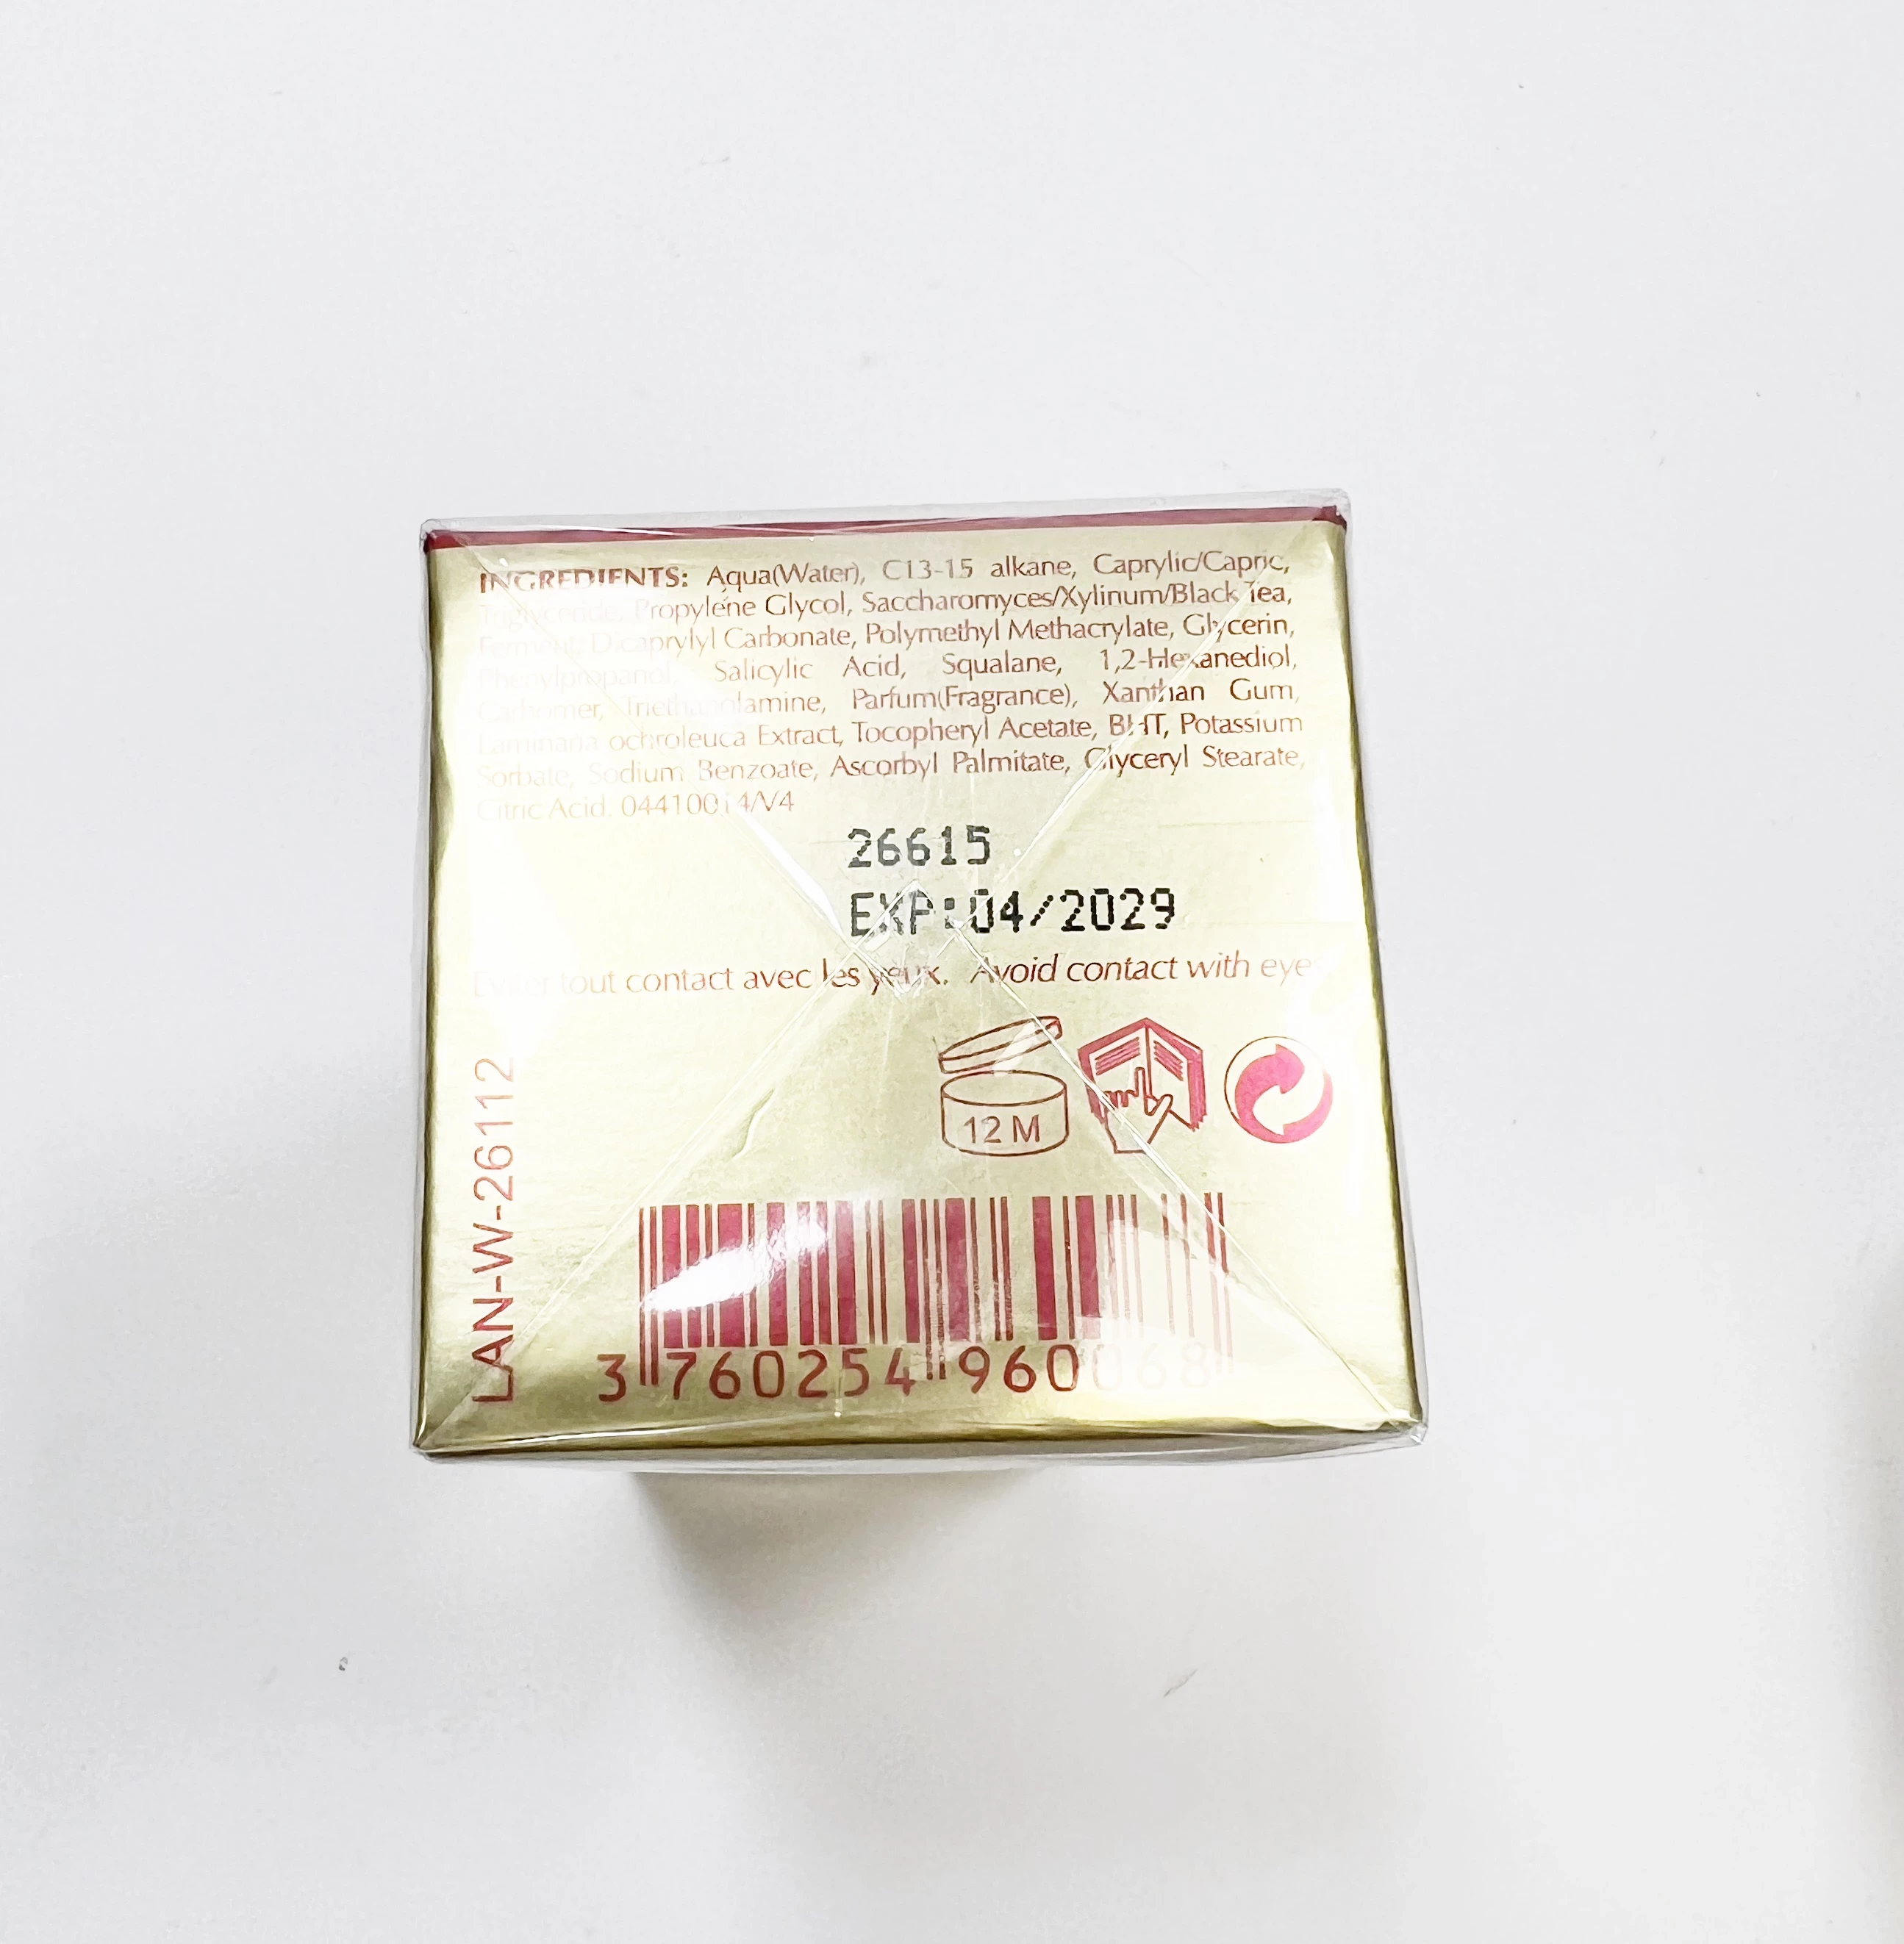 INGREDIENTS: Aqua(Water), C13-15 alkane, Caprylic/Capric,
Triglyceride, Propylene Glycol, Saccharomyces/Xylinum/Black Tea,
Ferment, Dicaprylyl Carbonate, Polymethyl Methacrylate, Glycerin,
Phenylpropanol, Salicylic Acid, Squalane, 1,2-Hexanediol,
Carbomer, Triethanolamine, Parfum(Fragrance), Xanthan Gum,
Laminaria ochroleuca Extract, Tocopheryl Acetate, BHT, Potassium
Sorbate, Sodium Benzoate, Ascorbyl Palmitate, Glyceryl Stearate,
Citric Acid. 04410014/V4
26615
EXP:04/2029
Eviter tout contact avec les yeux. Avoid contact with eyes
12 M
LAN-W-26112
3 760254 960068